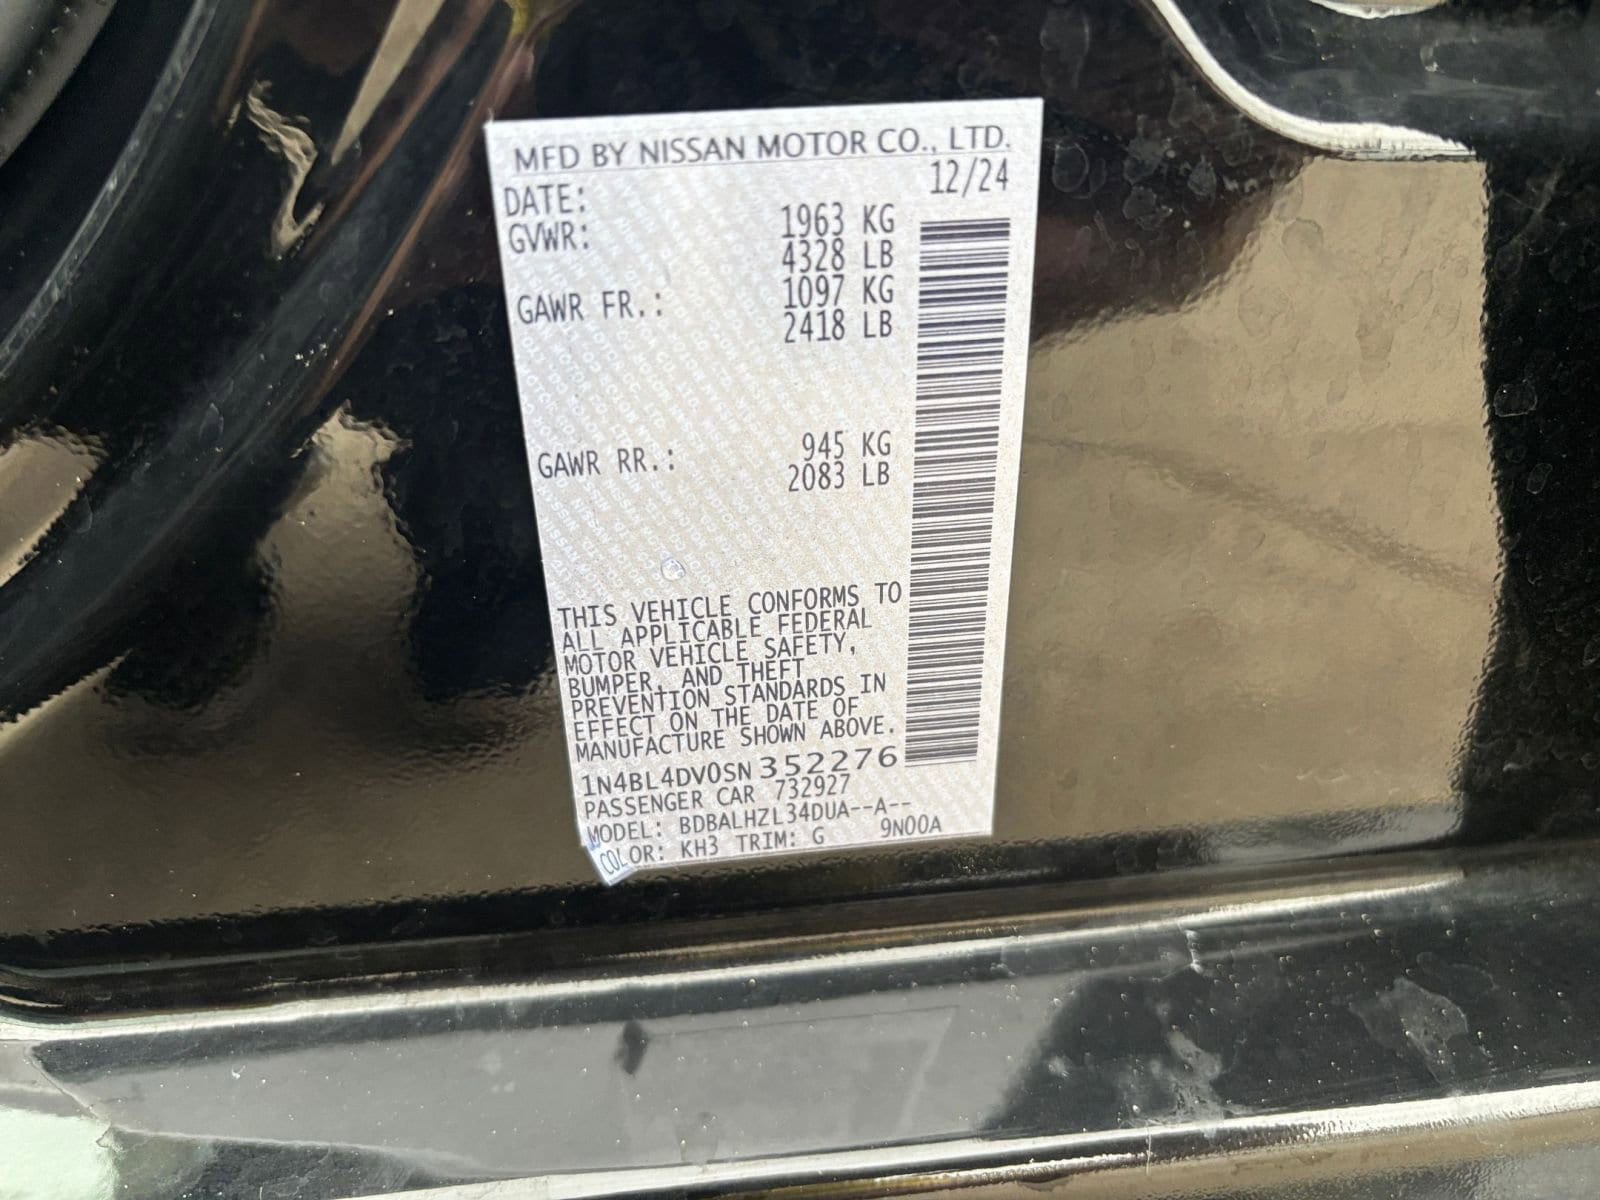 MFD BY NISSAN MOTOR CO., LTD.
DATE: 12/24
GVWR: 1963 KG
4328 LB
GAWR FR.: 1097 KG
2418 LB
GAWR RR.: 945 KG
2083 LB
THIS VEHICLE CONFORMS TO
ALL APPLICABLE FEDERAL
MOTOR VEHICLE SAFETY,
BUMPER, AND THEFT
PREVENTION STANDARDS IN
EFFECT ON THE DATE OF
MANUFACTURE SHOWN ABOVE.
1N4BL4DV0SN352276
PASSENGER CAR 732927
MODEL: BDBALHZL34DUA--A--
COLOR: KH3 TRIM: G 9N00A